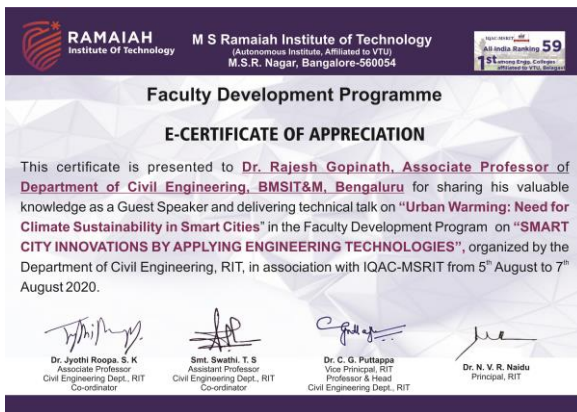 RAMAIAH
Institute Of Technology
M S Ramaiah Institute of Technology
(Autonomous Institute, Affiliated to VTU)
M.S.R. Nagar, Bangalore-560054
All India Ranking 59
1st among Engg. Colleges
affiliated to VTU, Belagavi
Faculty Development Programme
E-CERTIFICATE OF APPRECIATION
This certificate is presented to Dr. Rajesh Gopinath, Associate Professor of
Department of Civil Engineering, BMSIT&M, Bengaluru for sharing his valuable
knowledge as a Guest Speaker and delivering technical talk on “Urban Warming: Need for
Climate Sustainability in Smart Cities” in the Faculty Development Program on “SMART
CITY INNOVATIONS BY APPLYING ENGINEERING TECHNOLOGIES”, organized by the
Department of Civil Engineering, RIT, in association with IQAC-MSRIT from 5th August to 7th
August 2020.
Dr. Jyothi Roopa. S. K
Associate Professor
Civil Engineering Dept., RIT
Co-ordinator
Smt. Swathi. T. S
Assistant Professor
Civil Engineering Dept., RIT
Co-ordinator
Dr. C. G. Puttappa
Vice Prinicpal, RIT
Professor & Head
Civil Engineering Dept., RIT
Dr. N. V. R. Naidu
Principal, RIT